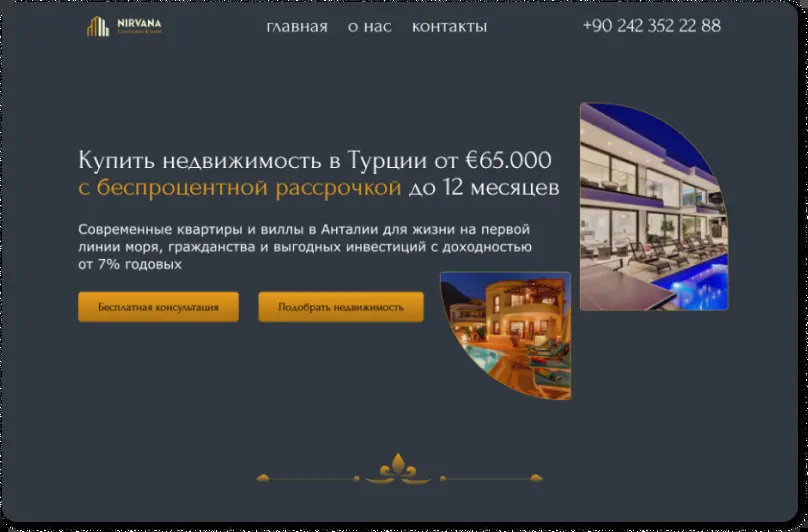 NIRVANA
главная о нас контакты
+90 242 352 22 88
Купить недвижимость в Турции от €65.000
с беспроцентной рассрочкой до 12 месяцев
Современные квартиры и виллы в Анталии для жизни на первой
линии моря, гражданства и выгодных инвестиций с доходностью
от 7% годовых
Бесплатная консультация
Подобрать недвижимость